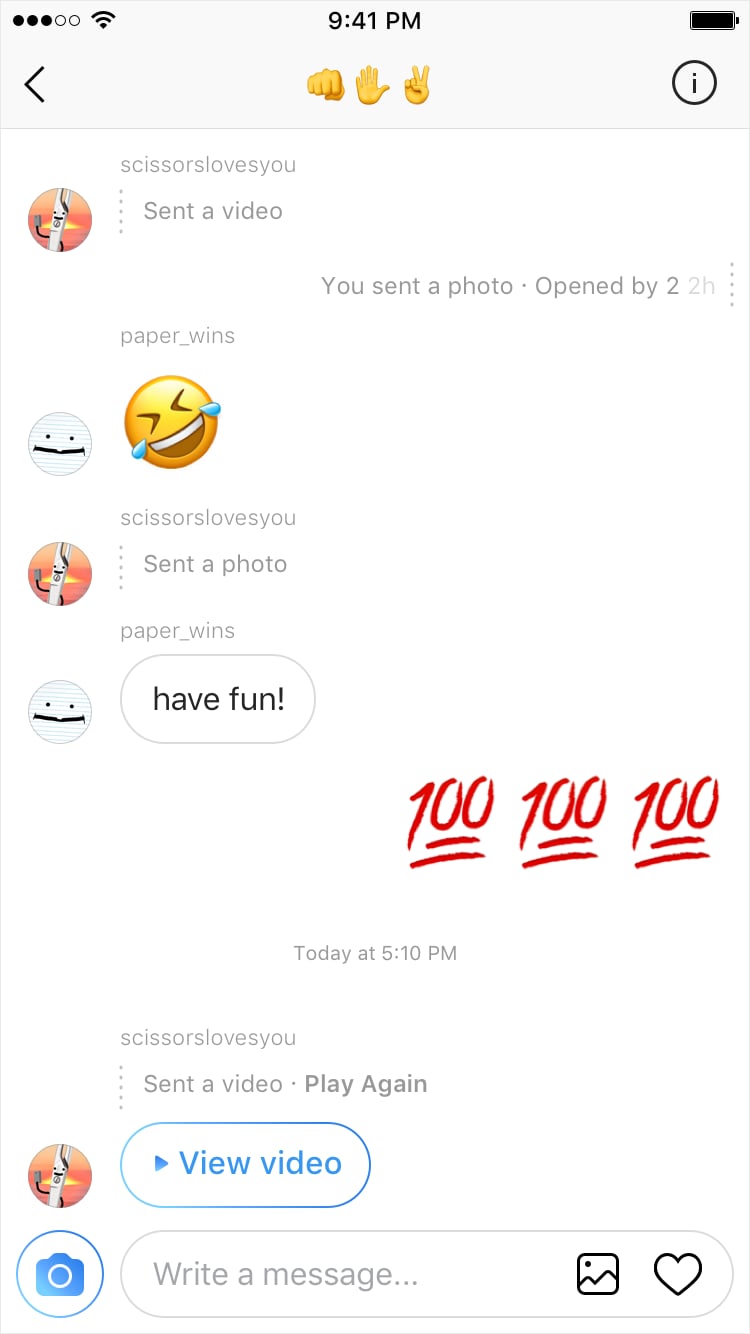 9:41 PM
👊✋✌️
scissorslovesyou
Sent a video
You sent a photo · Opened by 2 2h
paper_wins
🤣
scissorslovesyou
Sent a photo
paper_wins
have fun!
💯 💯 💯
Today at 5:10 PM
scissorslovesyou
Sent a video · Play Again
View video
Write a message...